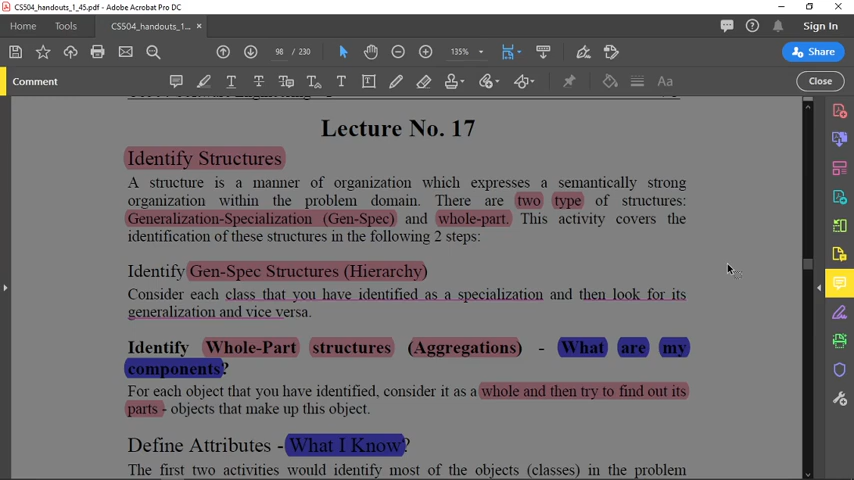 CS504_handouts_1_45.pdf - Adobe Acrobat Pro DC
Home Tools CS504_handouts_1... × Sign In
98 / 230 135% Share
Comment Aa Close
Lecture No. 17
Identify Structures
A structure is a manner of organization which expresses a semantically strong
organization within the problem domain. There are two type of structures:
Generalization-Specialization (Gen-Spec) and whole-part. This activity covers the
identification of these structures in the following 2 steps:
Identify Gen-Spec Structures (Hierarchy)
Consider each class that you have identified as a specialization and then look for its
generalization and vice versa.
Identify Whole-Part structures (Aggregations) - What are my
components?
For each object that you have identified, consider it as a whole and then try to find out its
parts - objects that make up this object.
Define Attributes - What I Know?
The first two activities would identify most of the objects (classes) in the problem